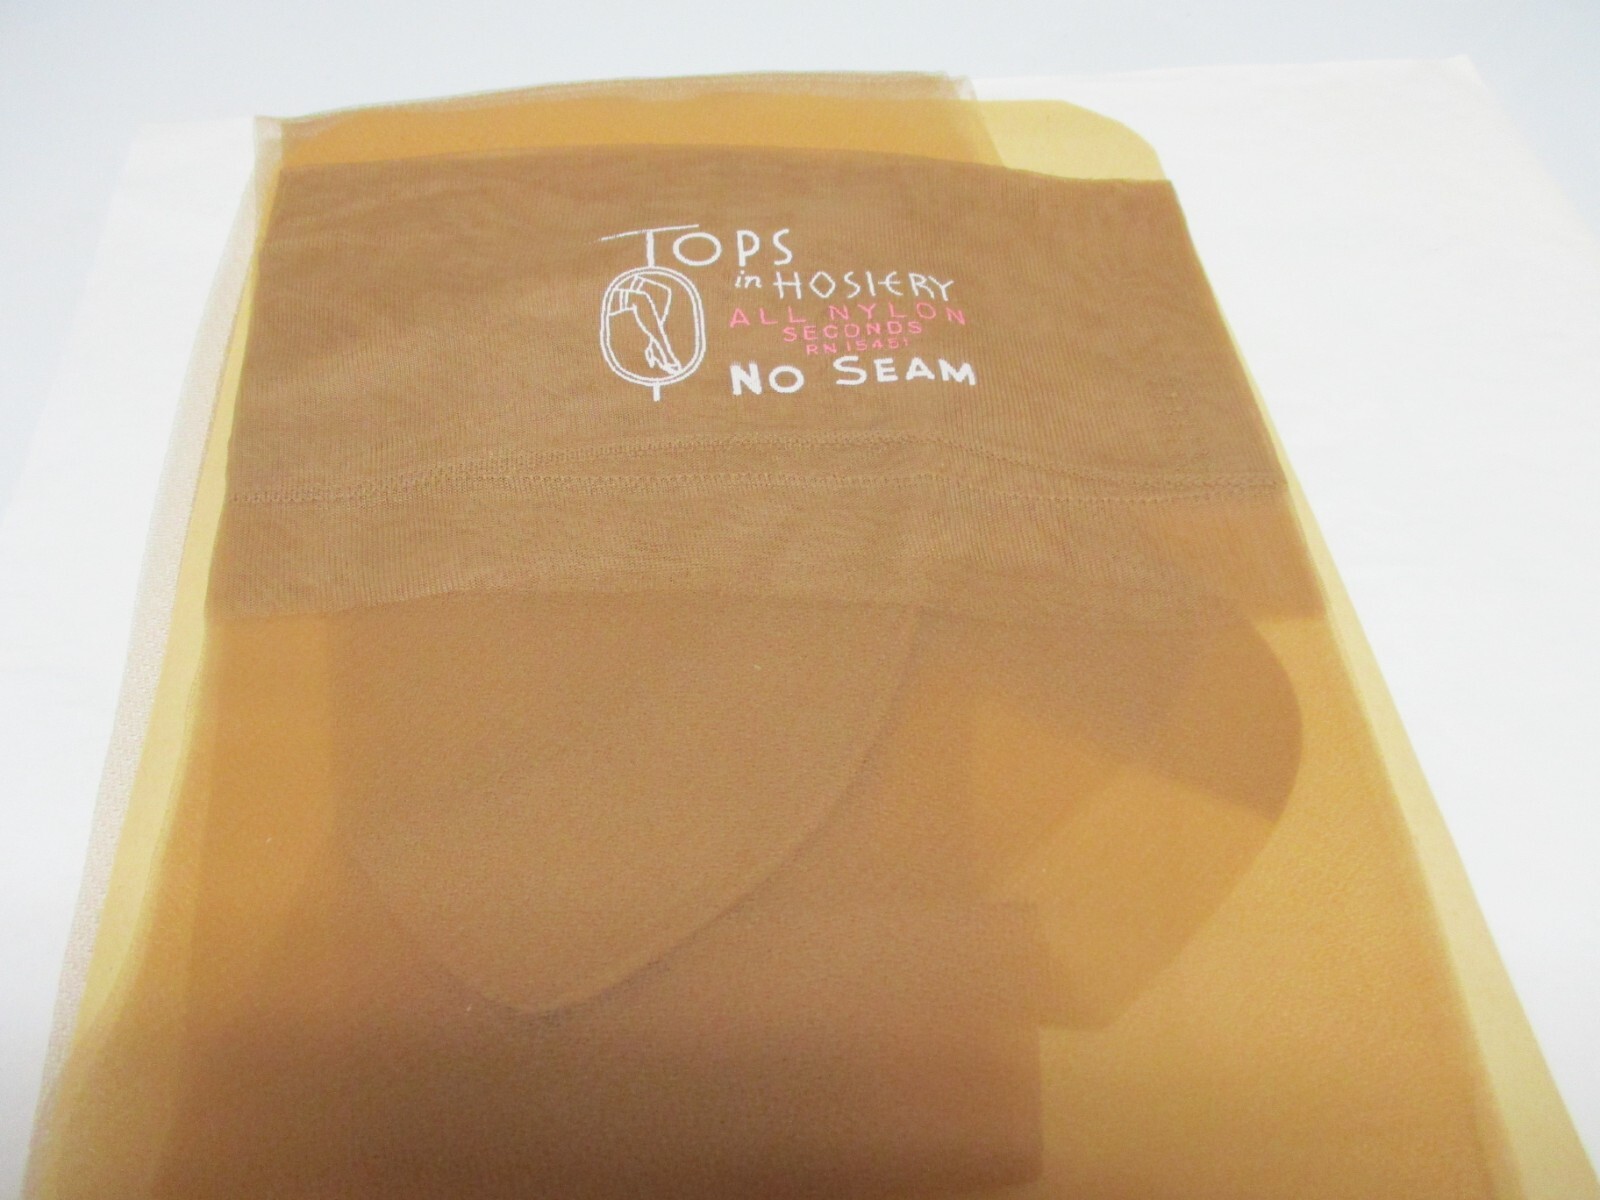 TOPS
in HOSIERY
ALL NYLON
SECONDS
RN 15451
NO SEAM